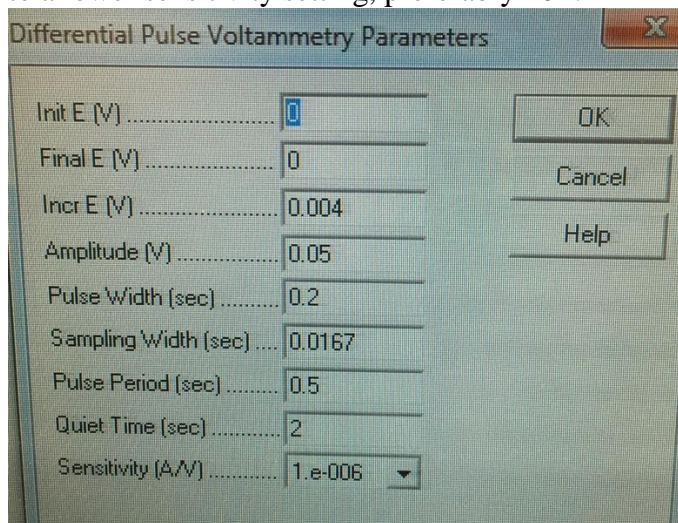 Differential Pulse Voltammetry Parameters
Init E (V) ........................ 0
OK
Final E (V) ...................... 0
Cancel
Incr E (V) ....................... 0.004
Help
Amplitude (V) .................. 0.05
Pulse Width (sec) .......... 0.2
Sampling Width (sec) .... 0.0167
Pulse Period (sec) ......... 0.5
Quiet Time (sec) ............ 2
Sensitivity (A/V) ............ 1.e-006